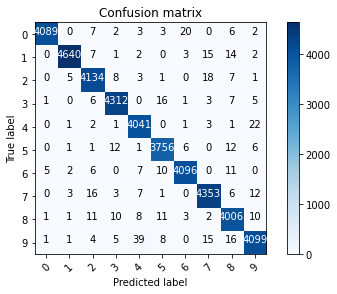 Confusion matrix
0 4089 0 7 2 3 3 20 0 6 2
1 0 4640 7 1 2 0 3 15 14 2
2 0 5 4134 8 3 1 0 18 7 1
3 1 0 6 4312 0 16 1 3 7 5
4 0 1 2 1 4041 0 3 3 1 22
5 0 1 1 12 1 3756 6 0 12 6
6 5 2 6 0 7 10 4096 0 11 0
7 0 3 16 3 7 1 0 4353 6 12
8 1 1 11 10 8 11 3 2 4006 10
9 1 1 4 5 39 8 0 15 16 4099
0 1 2 3 4 5 6 7 8 9
True label
Predicted label
4000
3000
2000
1000
0